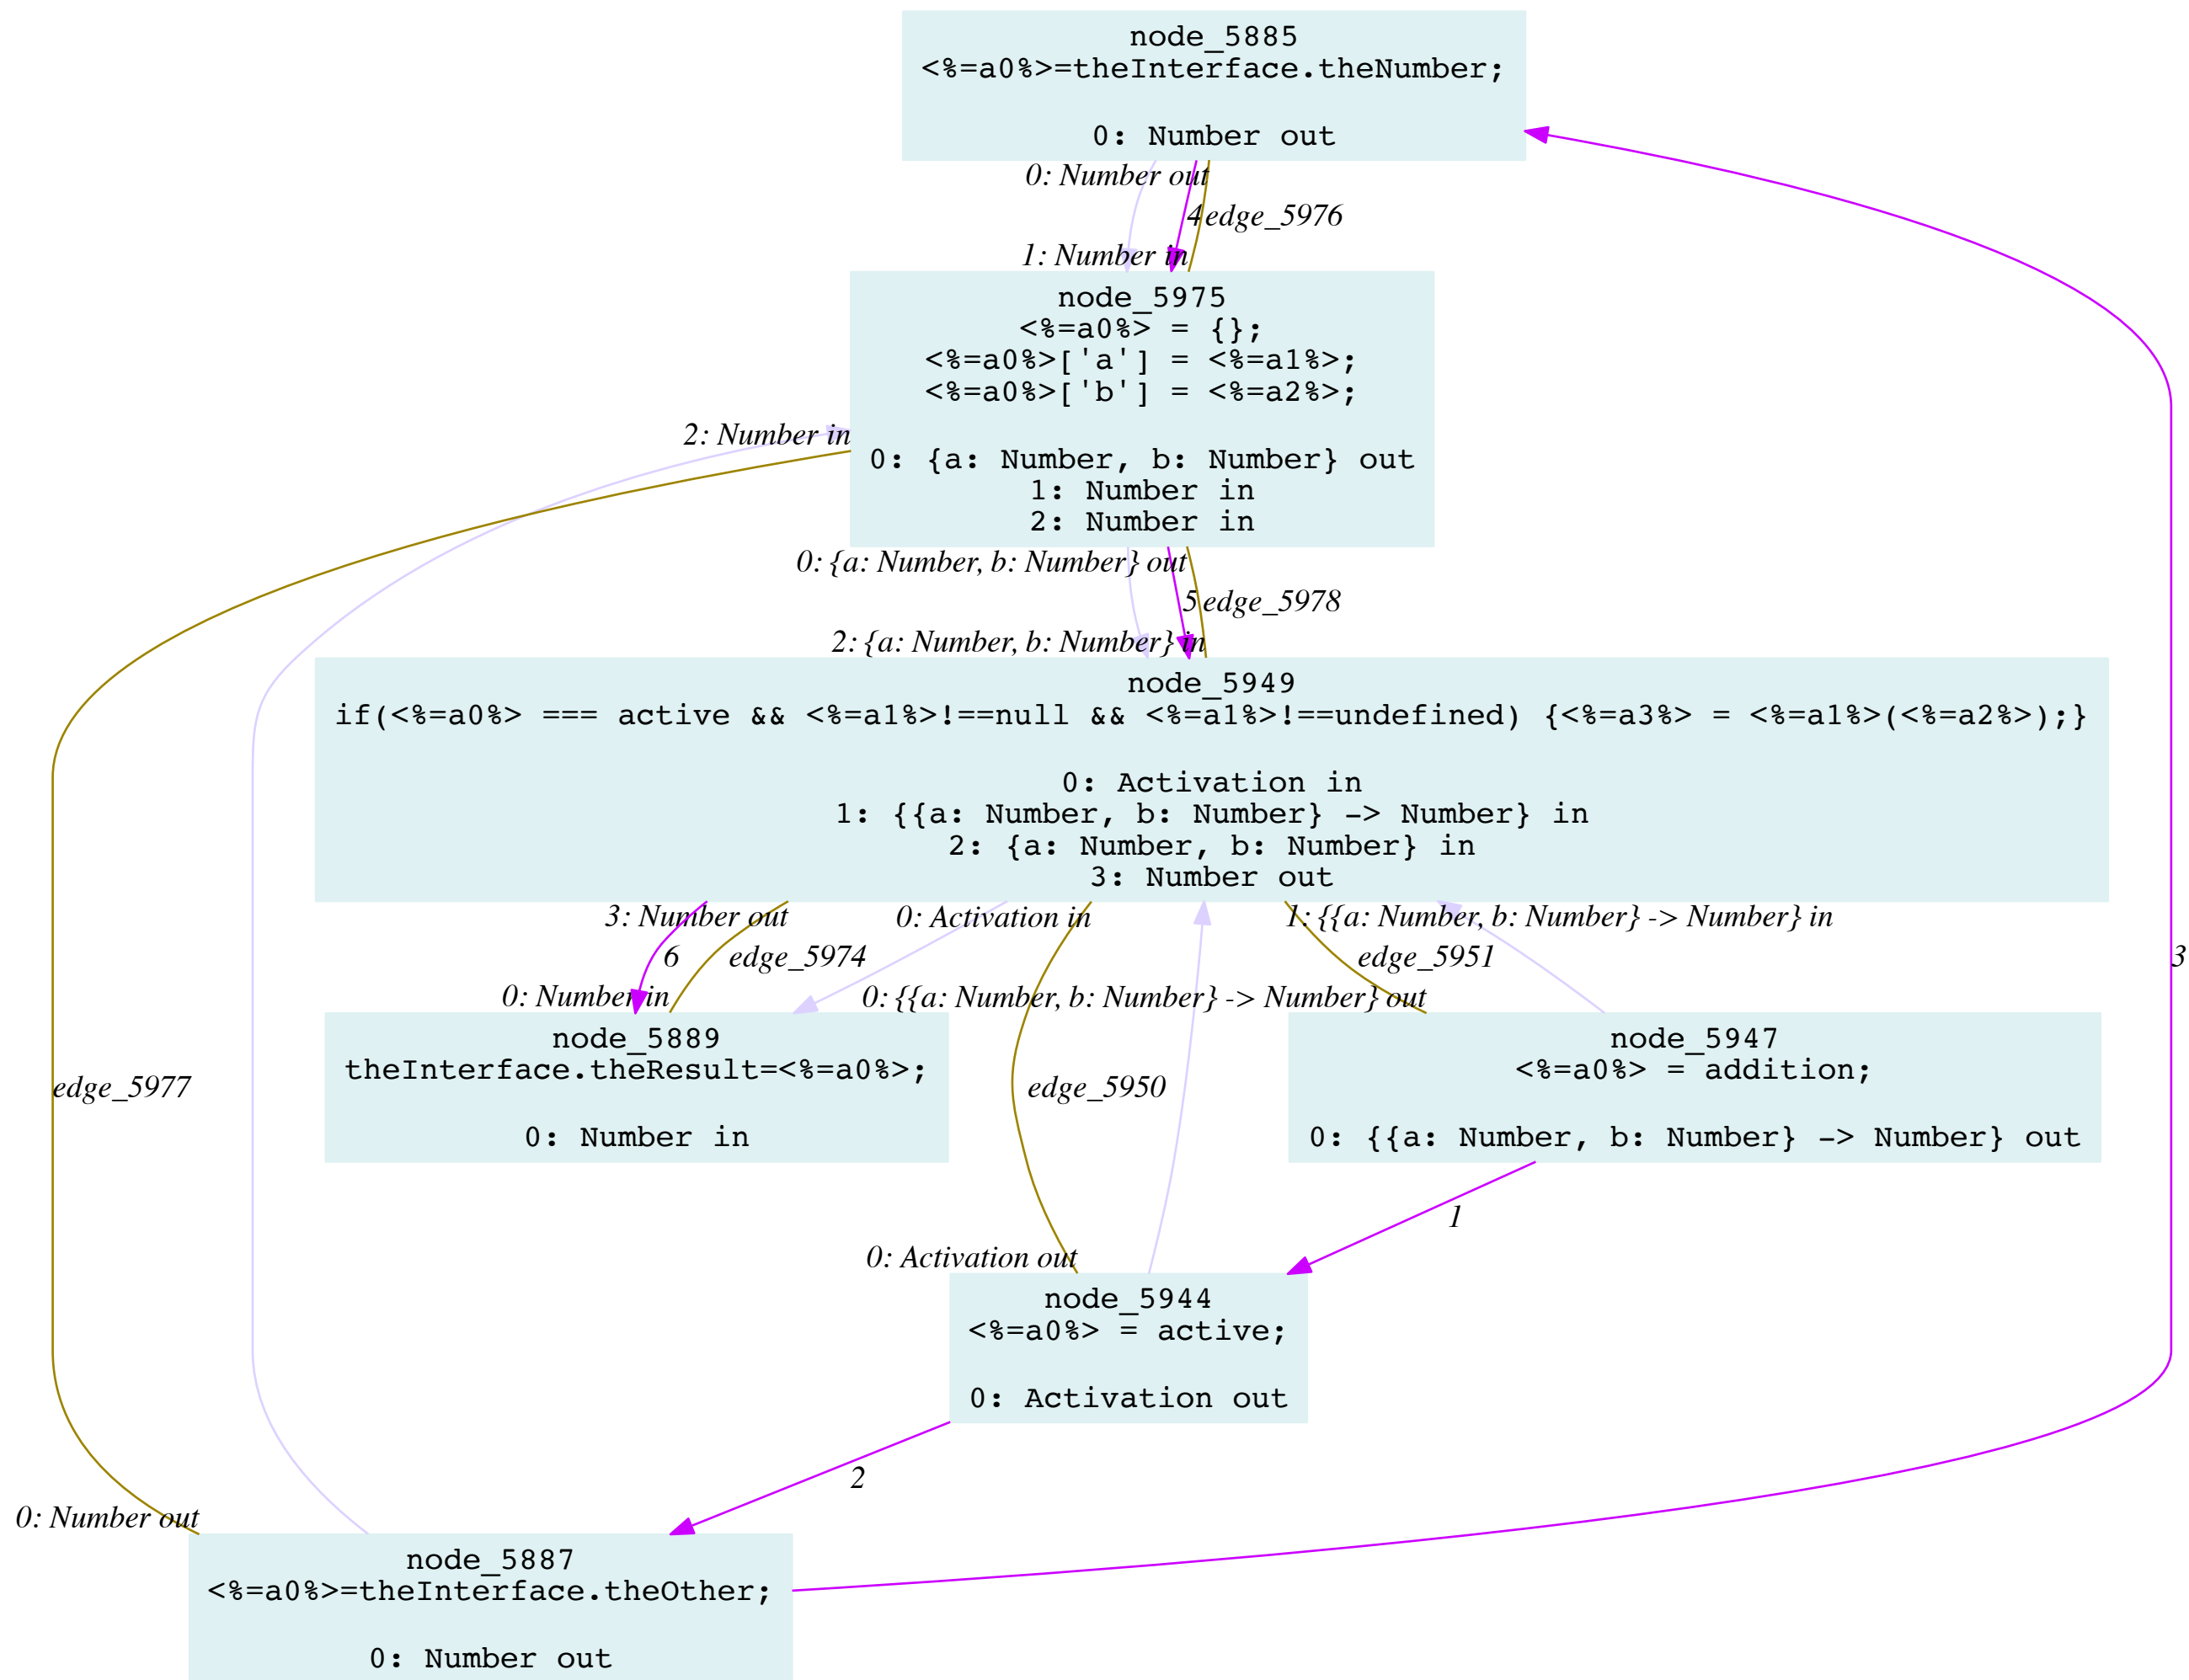 node_5885
<%=a0%>=theInterface.theNumber;
0: Number out
0: Number out
4
edge_5976
1: Number in
node_5975
<%=a0%> = {};
<%=a0%>['a'] = <%=a1%>;
<%=a0%>['b'] = <%=a2%>;
0: {a: Number, b: Number} out
1: Number in
2: Number in
2: Number in
0: {a: Number, b: Number} out
5
edge_5978
2: {a: Number, b: Number} in
node_5949
if(<%=a0%> === active && <%=a1%>!==null && <%=a1%>!==undefined) {<%=a3%> = <%=a1%>(<%=a2%>);}
0: Activation in
1: {{a: Number, b: Number} -> Number} in
2: {a: Number, b: Number} in
3: Number out
3: Number out
0: Activation in
1: {{a: Number, b: Number} -> Number} in
6
edge_5974
edge_5951
3
0: Number in
0: {{a: Number, b: Number} -> Number} out
node_5889
theInterface.theResult=<%=a0%>;
0: Number in
node_5947
<%=a0%> = addition;
0: {{a: Number, b: Number} -> Number} out
edge_5977
edge_5950
1
0: Activation out
node_5944
<%=a0%> = active;
0: Activation out
2
0: Number out
node_5887
<%=a0%>=theInterface.theOther;
0: Number out